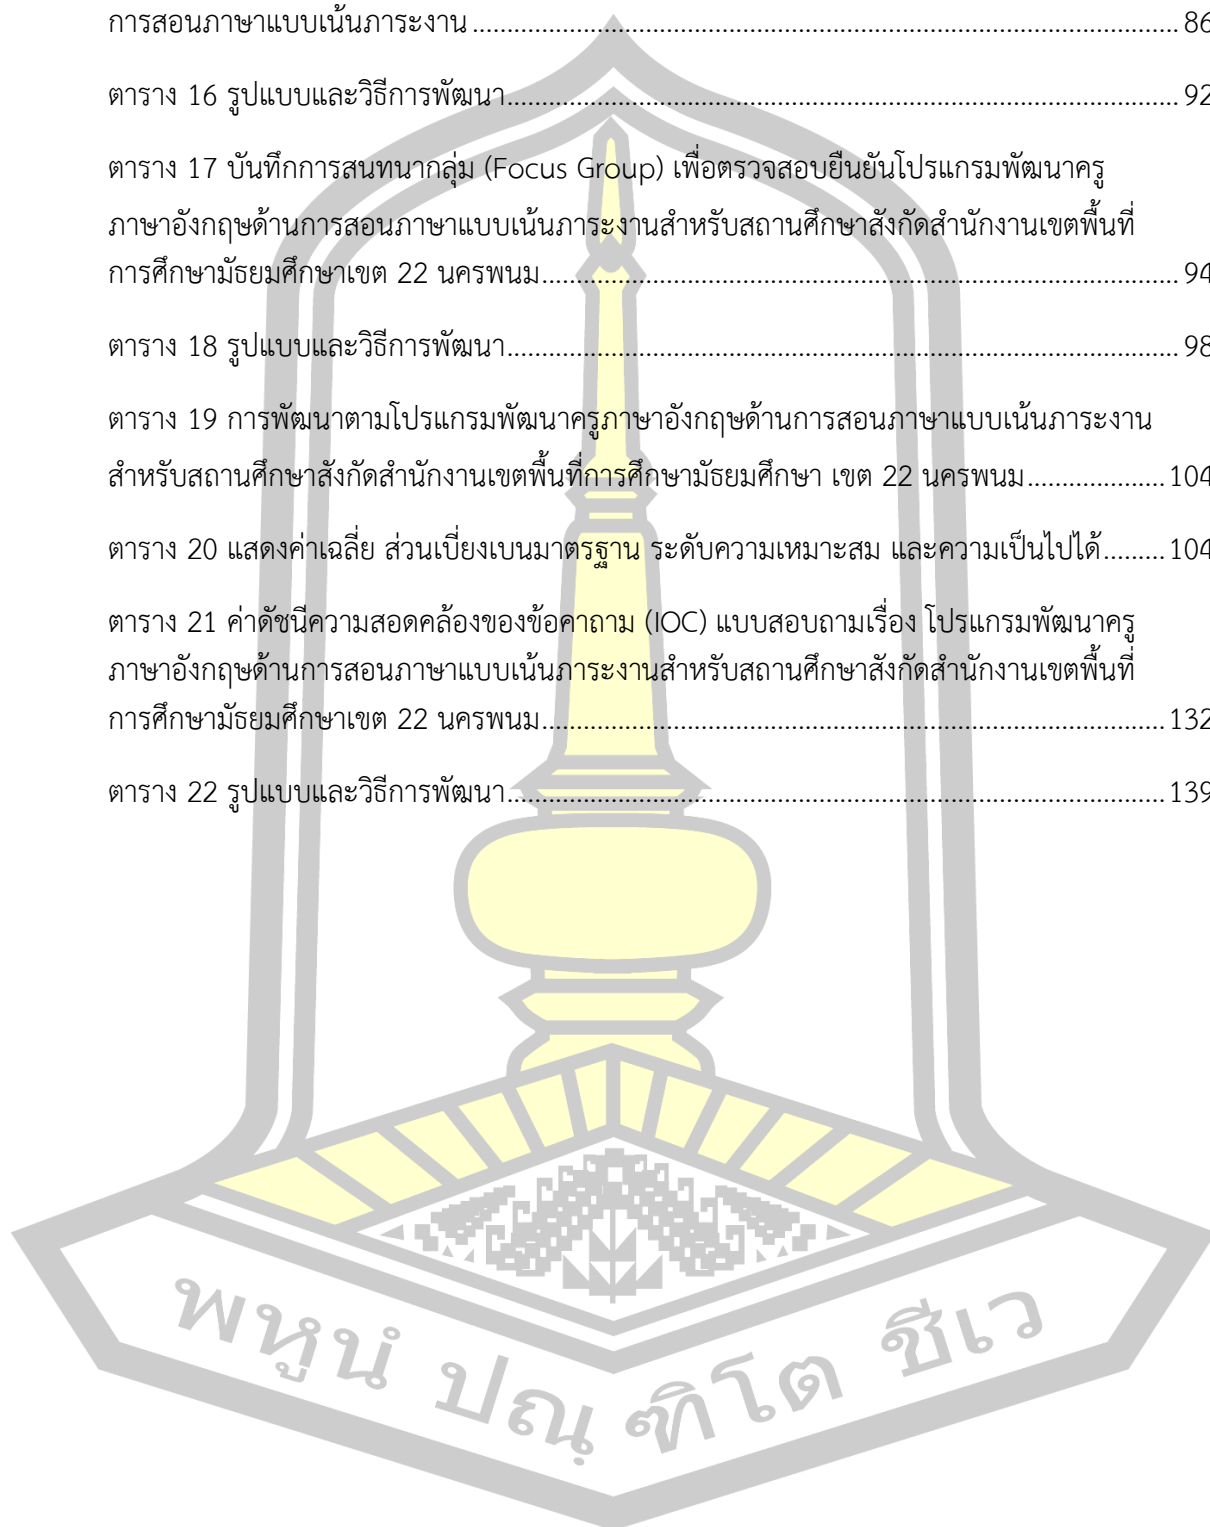 การสอนภาษาแบบเน้นภาระงาน ........ 86
ตาราง 16 รูปแบบและวิธีการพัฒนา........ 92
ตาราง 17 บันทึกการสนทนากลุ่ม (Focus Group) เพื่อตรวจสอบยืนยันโปรแกรมพัฒนาครู
ภาษาอังกฤษด้านการสอนภาษาแบบเน้นภาระงานสำหรับสถานศึกษาสังกัดสำนักงานเขตพื้นที่
การศึกษามัธยมศึกษาเขต 22 นครพนม........ 94
ตาราง 18 รูปแบบและวิธีการพัฒนา........ 98
ตาราง 19 การพัฒนาตามโปรแกรมพัฒนาครูภาษาอังกฤษด้านการสอนภาษาแบบเน้นภาระงาน
สำหรับสถานศึกษาสังกัดสำนักงานเขตพื้นที่การศึกษามัธยมศึกษา เขต 22 นครพนม........ 104
ตาราง 20 แสดงค่าเฉลี่ย ส่วนเบี่ยงเบนมาตรฐาน ระดับความเหมาะสม และความเป็นไปได้......... 104
ตาราง 21 ค่าดัชนีความสอดคล้องของข้อคาถาม (IOC) แบบสอบถามเรื่อง โปรแกรมพัฒนาครู
ภาษาอังกฤษด้านการสอนภาษาแบบเน้นภาระงานสำหรับสถานศึกษาสังกัดสำนักงานเขตพื้นที่
การศึกษามัธยมศึกษาเขต 22 นครพนม........ 132
ตาราง 22 รูปแบบและวิธีการพัฒนา........ 139
พหูนํ ปณฺฑิโต ชีเว